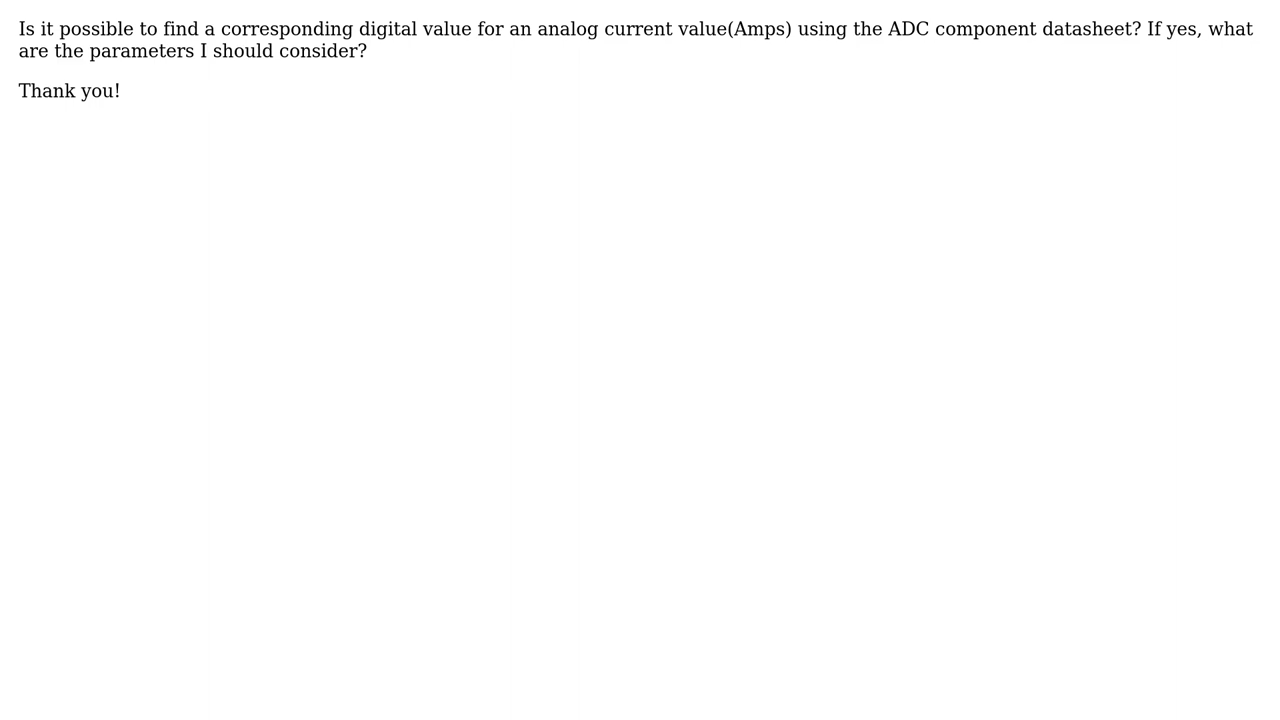 Is it possible to find a corresponding digital value for an analog current value(Amps) using the ADC component datasheet? If yes, what
are the parameters I should consider?
Thank you!